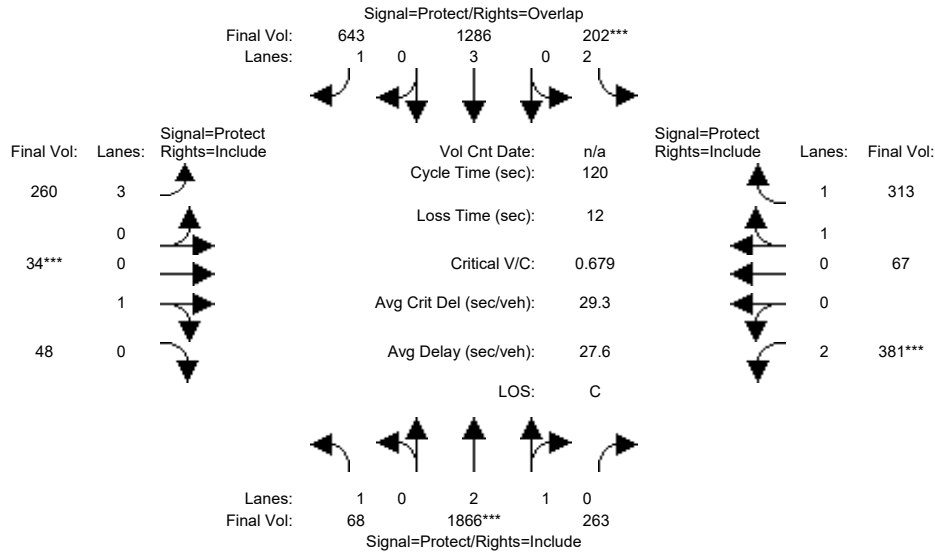 Signal=Protect/Rights=Overlap
Final Vol: 643 1286 202***
Lanes: 1 0 3 0 2
Signal=Protect
Final Vol: Lanes: Rights=Include
Vol Cnt Date: n/a
Signal=Protect
Rights=Include Lanes: Final Vol:
Cycle Time (sec): 120
260 3
1 313
Loss Time (sec): 12
0
1
34*** 0
Critical V/C: 0.679
0 67
1
Avg Crit Del (sec/veh): 29.3
0
48 0
Avg Delay (sec/veh): 27.6
2 381***
LOS: C
Lanes: 1 0 2 1 0
Final Vol: 68 1866*** 263
Signal=Protect/Rights=Include